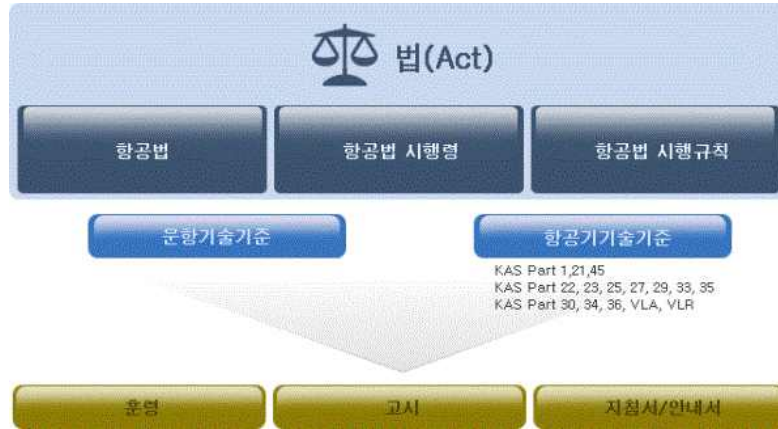 법(Act)
항공법
항공법 시행령
항공법 시행규칙
운항기술기준
항공기기술기준
KAS Part 1,21,45
KAS Part 22, 23, 25, 27, 29, 33, 35
KAS Part 30, 34, 36, VLA, VLR
훈령
고시
지침서/안내서